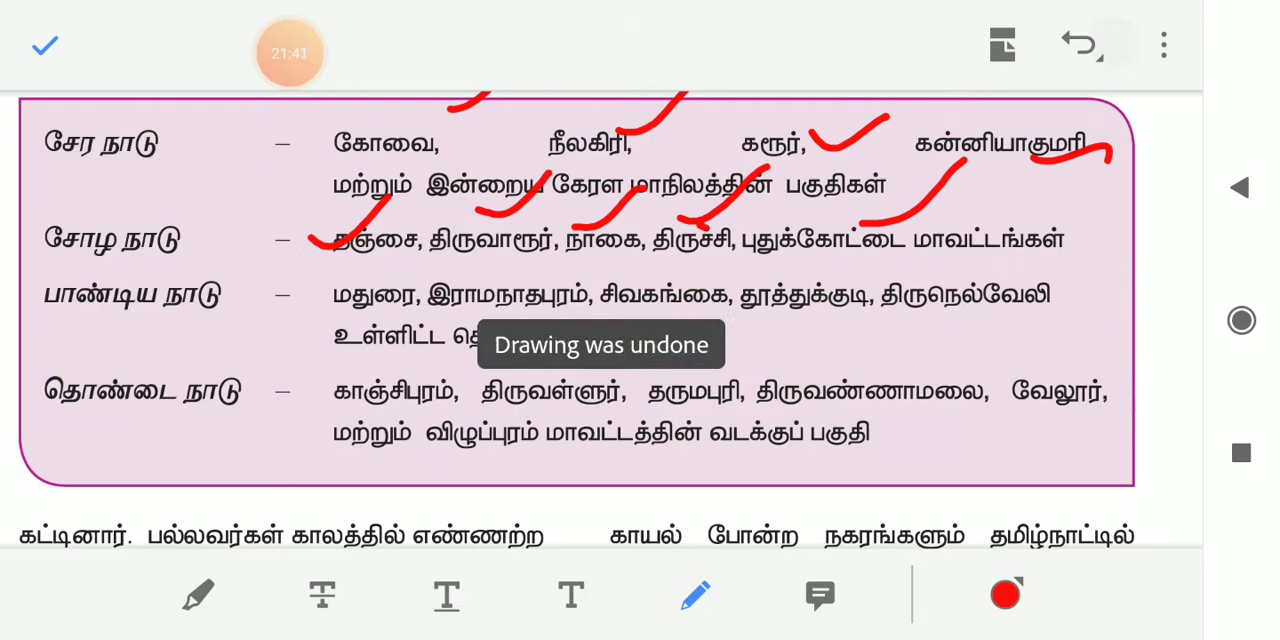 21:41
சேர நாடு – கோவை, நீலகிரி, கரூர், கன்னியாகுமரி
மற்றும் இன்றைய கேரள மாநிலத்தின் பகுதிகள்
சோழ நாடு – தஞ்சை, திருவாரூர், நாகை, திருச்சி, புதுக்கோட்டை மாவட்டங்கள்
பாண்டிய நாடு – மதுரை, இராமநாதபுரம், சிவகங்கை, தூத்துக்குடி, திருநெல்வேலி
உள்ளிட்ட
Drawing was undone
தொண்டை நாடு – காஞ்சிபுரம், திருவள்ளுர், தருமபுரி, திருவண்ணாமலை, வேலூர்,
மற்றும் விழுப்புரம் மாவட்டத்தின் வடக்குப் பகுதி
கட்டினார். பல்லவர்கள் காலத்தில் எண்ணற்ற
காயல் போன்ற நகரங்களும் தமிழ்நாட்டில்
T T T